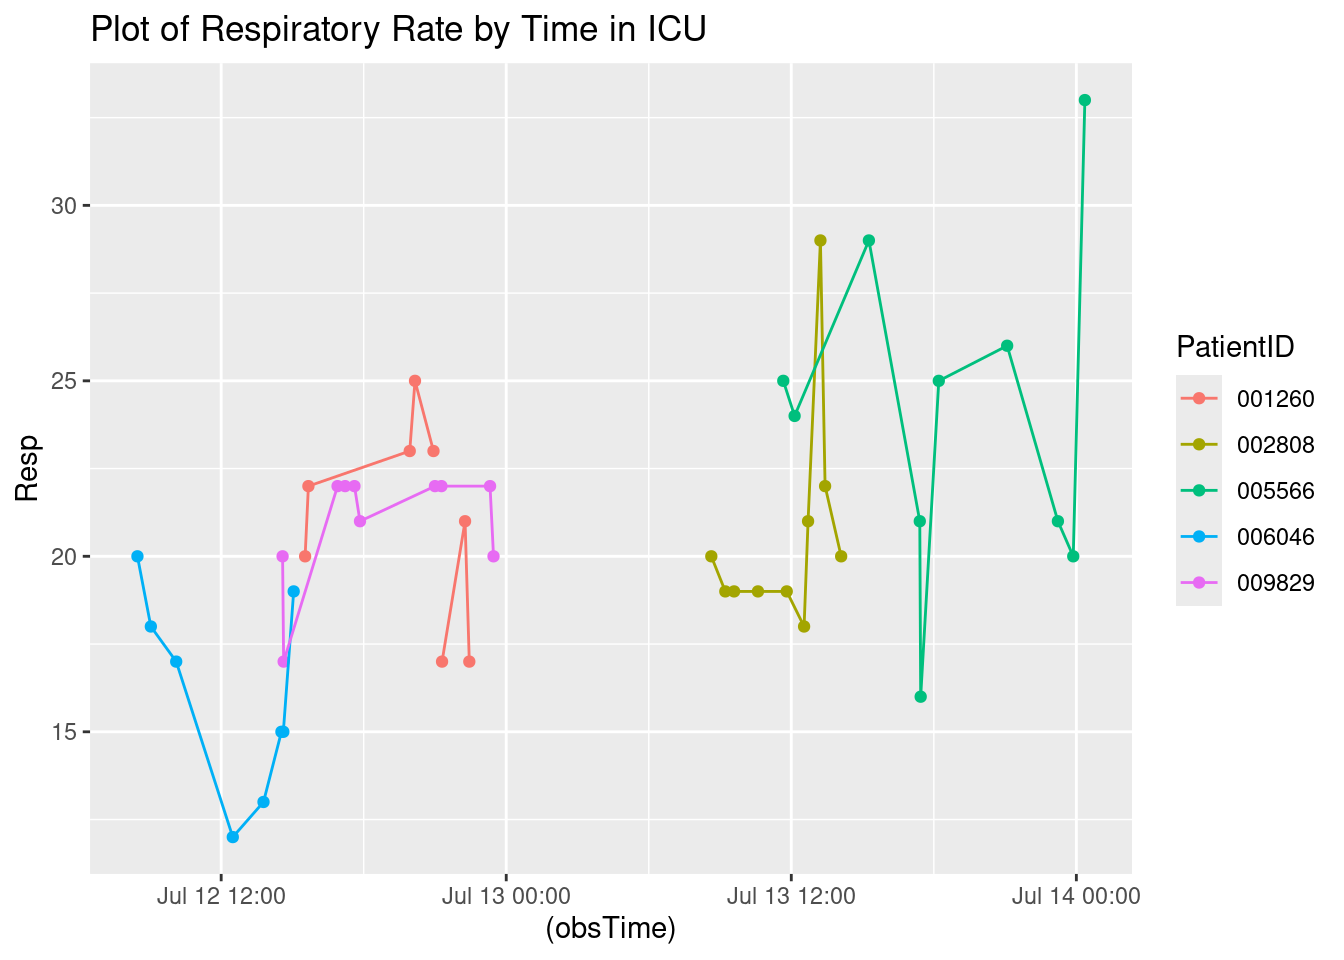 Plot of Respiratory Rate by Time in ICU
Resp
30
25
20
15
Jul 12 12:00
Jul 13 00:00
Jul 13 12:00
Jul 14 00:00
(obsTime)
PatientID
001260
002808
005566
006046
009829